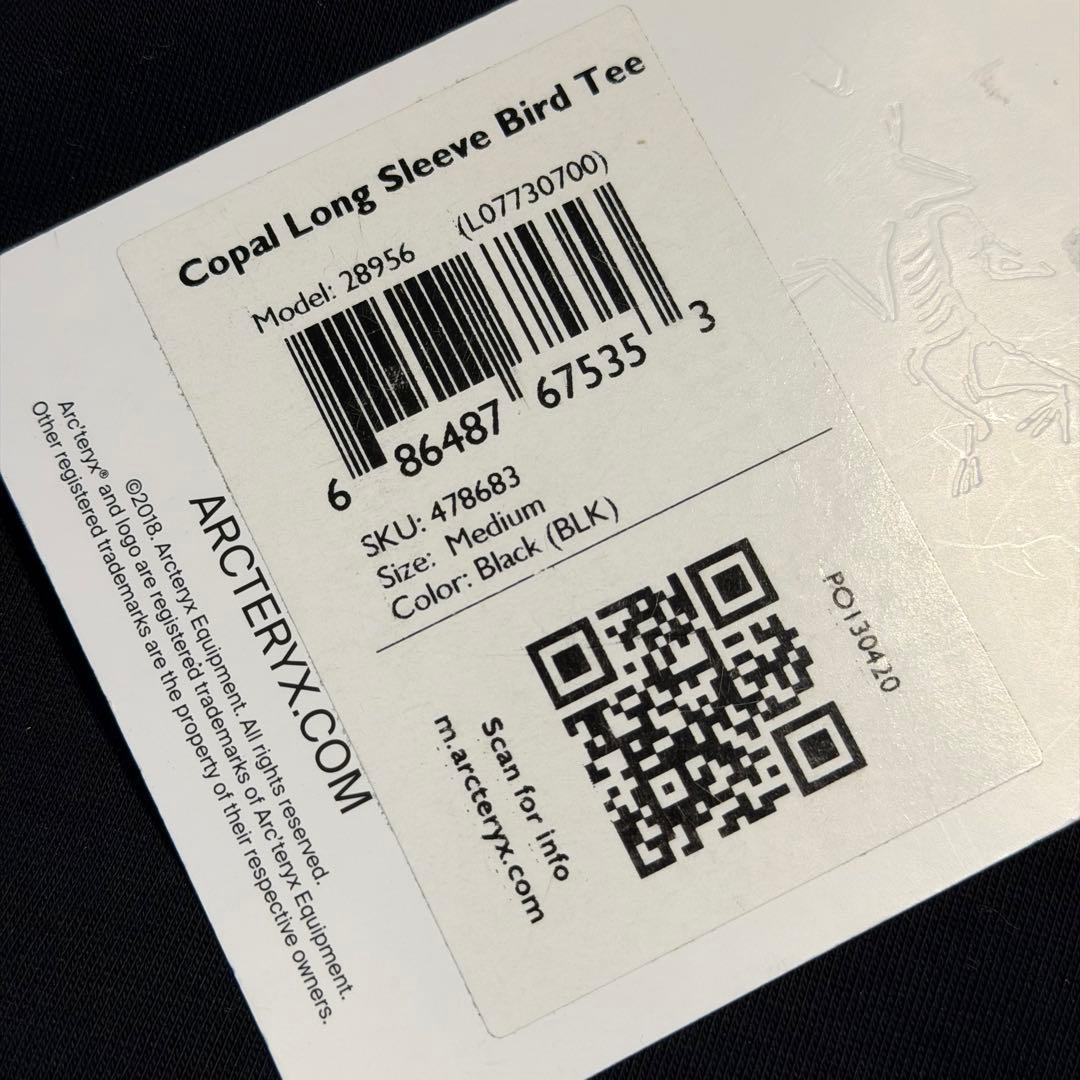 Copal Long Sleeve Bird Tee
Model: 28956 (L07730700)
6 86487 67535 3
SKU: 478683
Size: Medium
Color: Black (BLK)
PO130420
Scan for info
m.arcteryx.com
ARCTERYX.COM
©2018. Arcteryx Equipment. All rights reserved.
Arc'teryx® and logo are registered trademarks of Arc'teryx Equipment.
Other registered trademarks are the property of their respective owners.